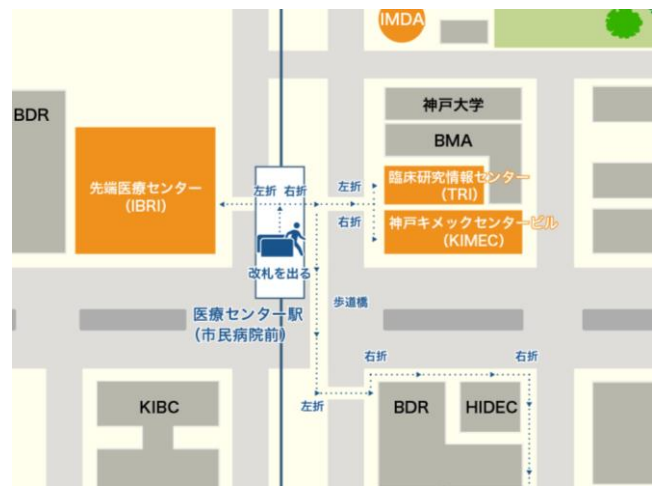 IMDA
BDR
神戸大学
BMA
先端医療センター
(IBRI)
左折
右折
左折
臨床研究情報センター
(TRI)
右折
神戸キメックセンタービル
(KIMEC)
改札を出る
歩道橋
医療センター駅
(市民病院前)
右折
右折
KIBC
左折
BDR
HIDEC